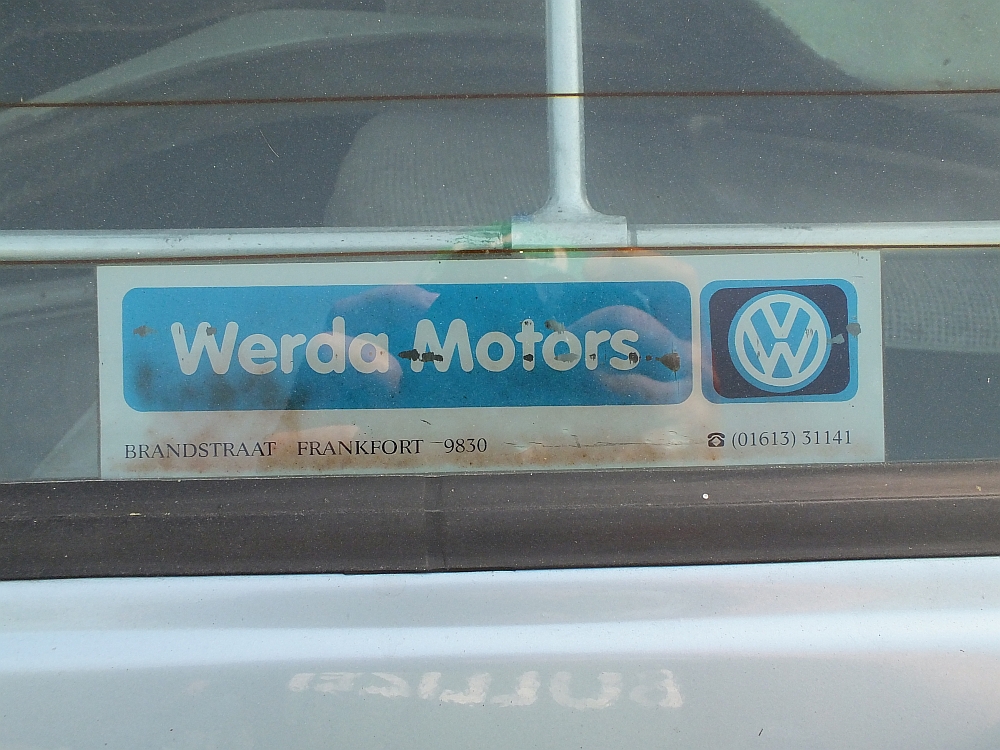 Werda Motors
BRANDSTRAAT FRANKFORT 9830
☎ (01613) 31141